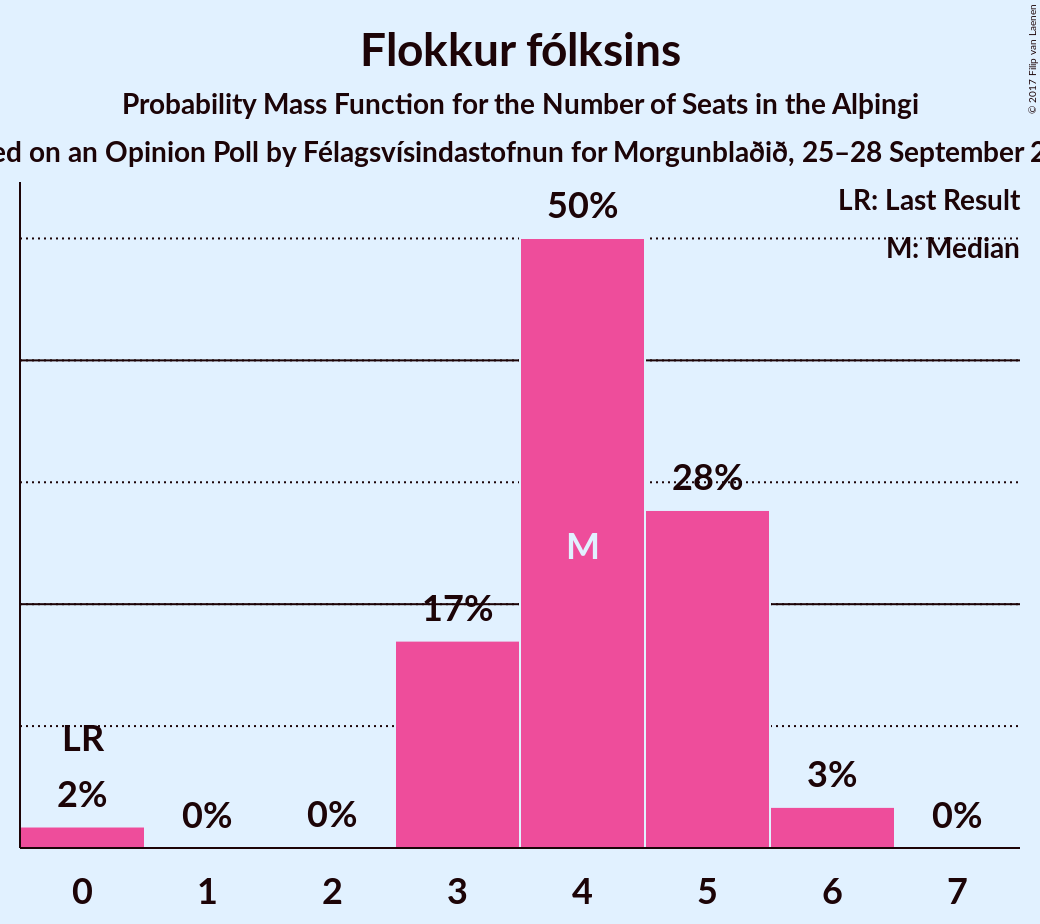 Flokkur fólksins
Probability Mass Function for the Number of Seats in the Alþingi
on an Opinion Poll by Félagsvísindastofnun for Morgunblaðið, 25–28 September
© 2017 Filip van Laenen
LR: Last Result
M: Median
50%
28%
M
17%
LR
2%
0%
0%
3%
0%
0 1 2 3 4 5 6 7